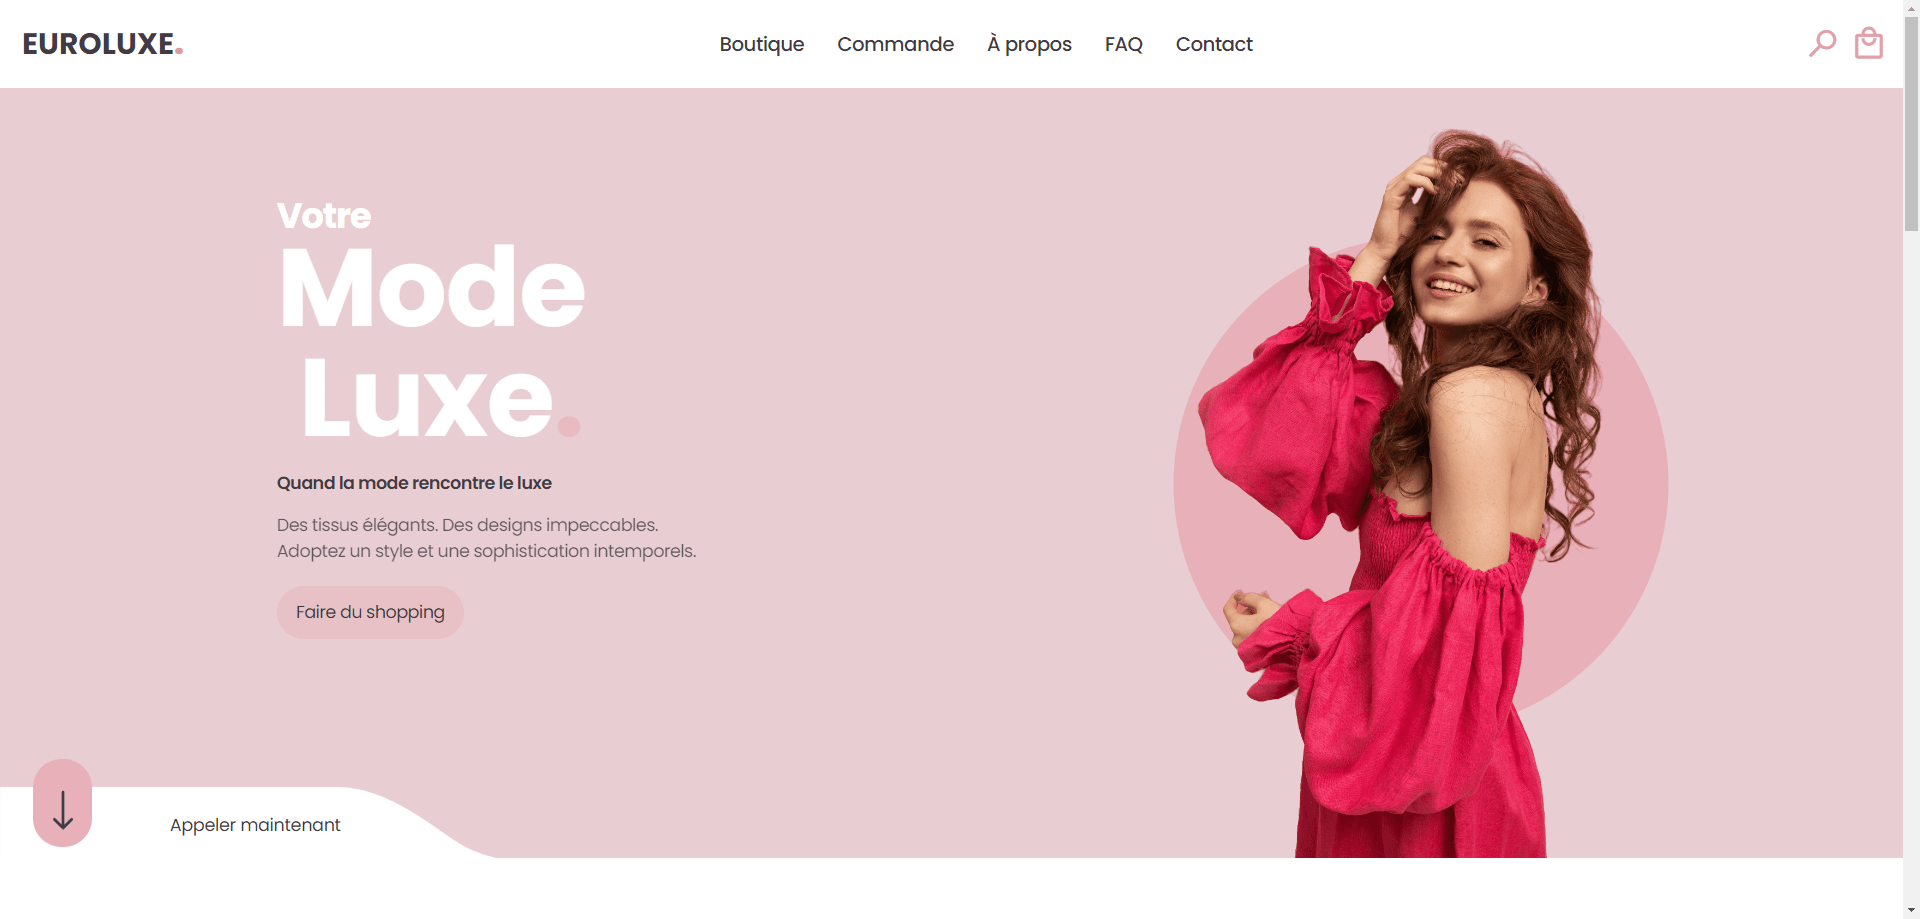 EUROLUXE.
Boutique Commande À propos FAQ Contact
Votre
Mode
Luxe.
Quand la mode rencontre le luxe
Des tissus élégants. Des designs impeccables.
Adoptez un style et une sophistication intemporels.
Faire du shopping
Appeler maintenant